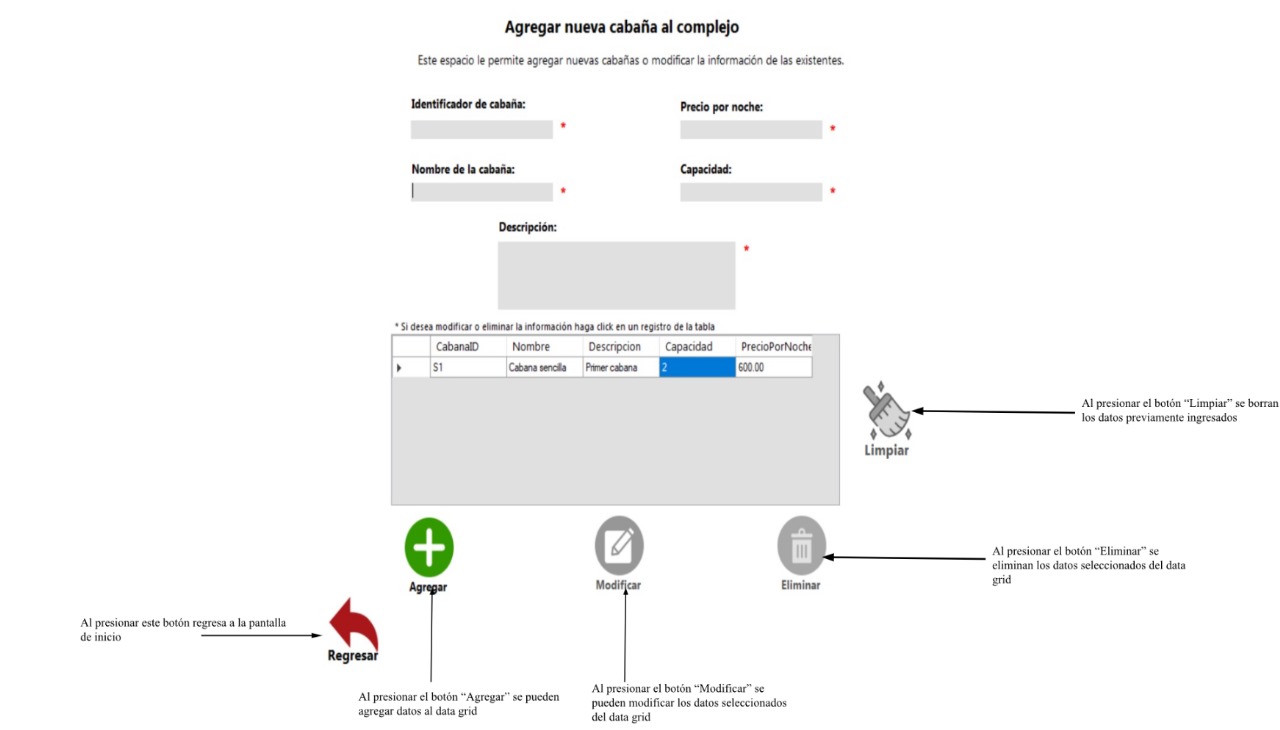 Agregar nueva cabaña al complejo
Este espacio le permite agregar nuevas cabañas o modificar la información de las existentes.
Identificador de cabaña:
*
Precio por noche:
*
Nombre de la cabaña:
*
Capacidad:
*
Descripción:
*
* Si desea modificar o eliminar la información haga click en un registro de la tabla
CabanaID Nombre Descripcion Capacidad PrecioPorNoche
S1 Cabana sencilla Primer cabana 2 600.00
Limpiar
Al presionar el botón “Limpiar” se borran
los datos previamente ingresados
Agregar
Modificar
Eliminar
Al presionar el botón “Eliminar” se
eliminan los datos seleccionados del data
grid
Al presionar este botón regresa a la pantalla
de inicio
Regresar
Al presionar el botón “Agregar” se pueden
agregar datos al data grid
Al presionar el botón “Modificar” se
pueden modificar los datos seleccionados
del data grid